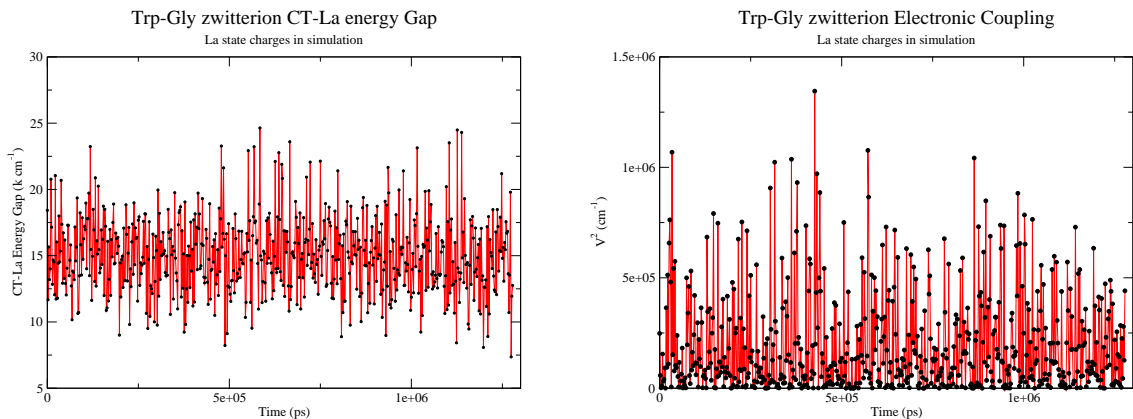 Trp-Gly zwitterion CT-La energy Gap
La state charges in simulation
30
25
20
15
10
5
CT-La Energy Gap (k cm⁻¹)
0
5e+05
1e+06
Time (ps)
Trp-Gly zwitterion Electronic Coupling
La state charges in simulation
1.5e+06
1e+06
5e+05
0
V² (cm⁻¹)
0
5e+05
1e+06
Time (ps)